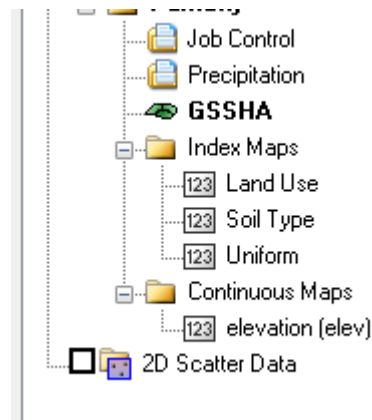 Job Control
Precipitation
GSSHA
Index Maps
123 Land Use
123 Soil Type
123 Uniform
Continuous Maps
123 elevation (elev)
2D Scatter Data